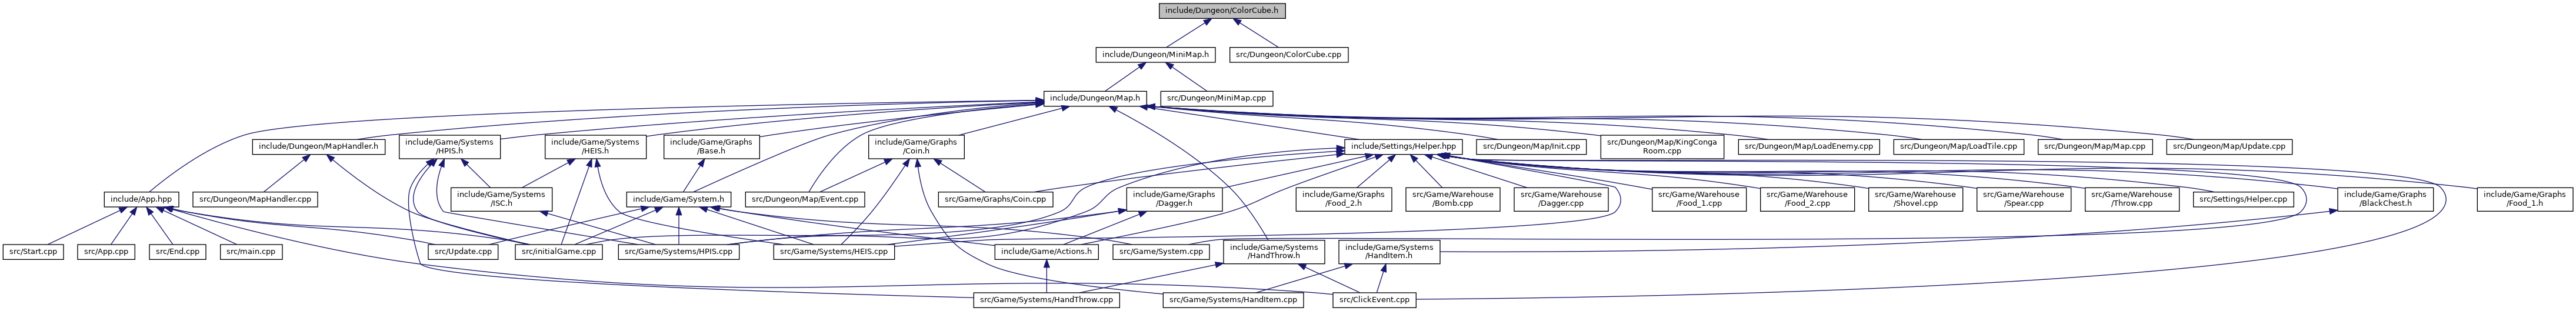 include/Dungeon/ColorCube.h
include/Dungeon/MiniMap.h
src/Dungeon/ColorCube.cpp
include/Dungeon/Map.h
src/Dungeon/MiniMap.cpp
include/Dungeon/MapHandler.h
include/Game/Systems
/HPIS.h
include/Game/Systems
/HEIS.h
include/Game/Graphs
/Base.h
include/Game/Graphs
/Coin.h
include/Settings/Helper.hpp
src/Dungeon/Map/Init.cpp
src/Dungeon/Map/KingConga
Room.cpp
src/Dungeon/Map/LoadEnemy.cpp
src/Dungeon/Map/LoadTile.cpp
src/Dungeon/Map/Map.cpp
src/Dungeon/Map/Update.cpp
include/App.hpp
src/Dungeon/MapHandler.cpp
include/Game/Systems
/ISC.h
include/Game/System.h
src/Dungeon/Map/Event.cpp
src/Game/Graphs/Coin.cpp
include/Game/Graphs
/Dagger.h
include/Game/Graphs
/Food_2.h
src/Game/Warehouse
/Bomb.cpp
src/Game/Warehouse
/Dagger.cpp
src/Game/Warehouse
/Food_1.cpp
src/Game/Warehouse
/Food_2.cpp
src/Game/Warehouse
/Shovel.cpp
src/Game/Warehouse
/Spear.cpp
src/Game/Warehouse
/Throw.cpp
src/Settings/Helper.cpp
include/Game/Graphs
/BlackChest.h
include/Game/Graphs
/Food_1.h
src/Start.cpp
src/App.cpp
src/End.cpp
src/main.cpp
src/Update.cpp
src/initialGame.cpp
src/Game/Systems/HPIS.cpp
src/Game/Systems/HEIS.cpp
include/Game/Actions.h
src/Game/System.cpp
include/Game/Systems
/HandThrow.h
include/Game/Systems
/HandItem.h
src/Game/Systems/HandThrow.cpp
src/Game/Systems/HandItem.cpp
src/ClickEvent.cpp